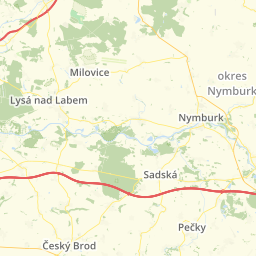 Milovice
okres
Nymburk
Lysá nad Labem
Nymburk
Sadská
Pečky
Český Brod